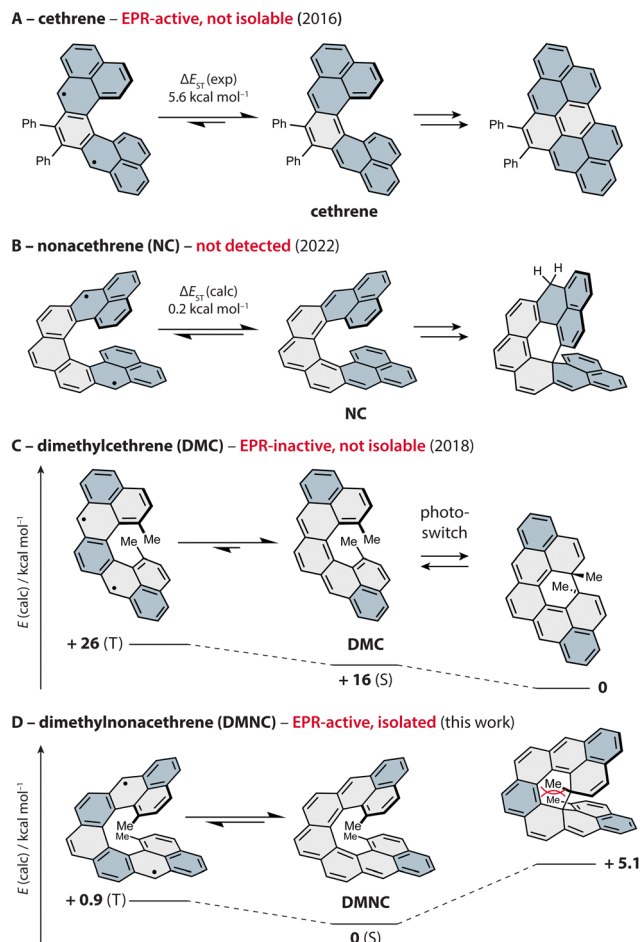 A – cethrene – EPR-active, not isolable (2016)
ΔE_ST (exp)
5.6 kcal mol⁻¹
Ph
Ph
Ph
Ph
Ph
Ph
cethrene
B – nonacethrene (NC) – not detected (2022)
ΔE_ST (calc)
0.2 kcal mol⁻¹
H
H
NC
C – dimethylcethrene (DMC) – EPR-inactive, not isolable (2018)
E (calc) / kcal mol⁻¹
Me
Me
Me
Me
photo-
switch
Me
Me
+ 26 (T)
DMC
+ 16 (S)
0
D – dimethylnonacethrene (DMNC) – EPR-active, isolated (this work)
E (calc) / kcal mol⁻¹
Me
Me
Me
Me
Me
Me
+ 5.1
+ 0.9 (T)
DMNC
0 (S)